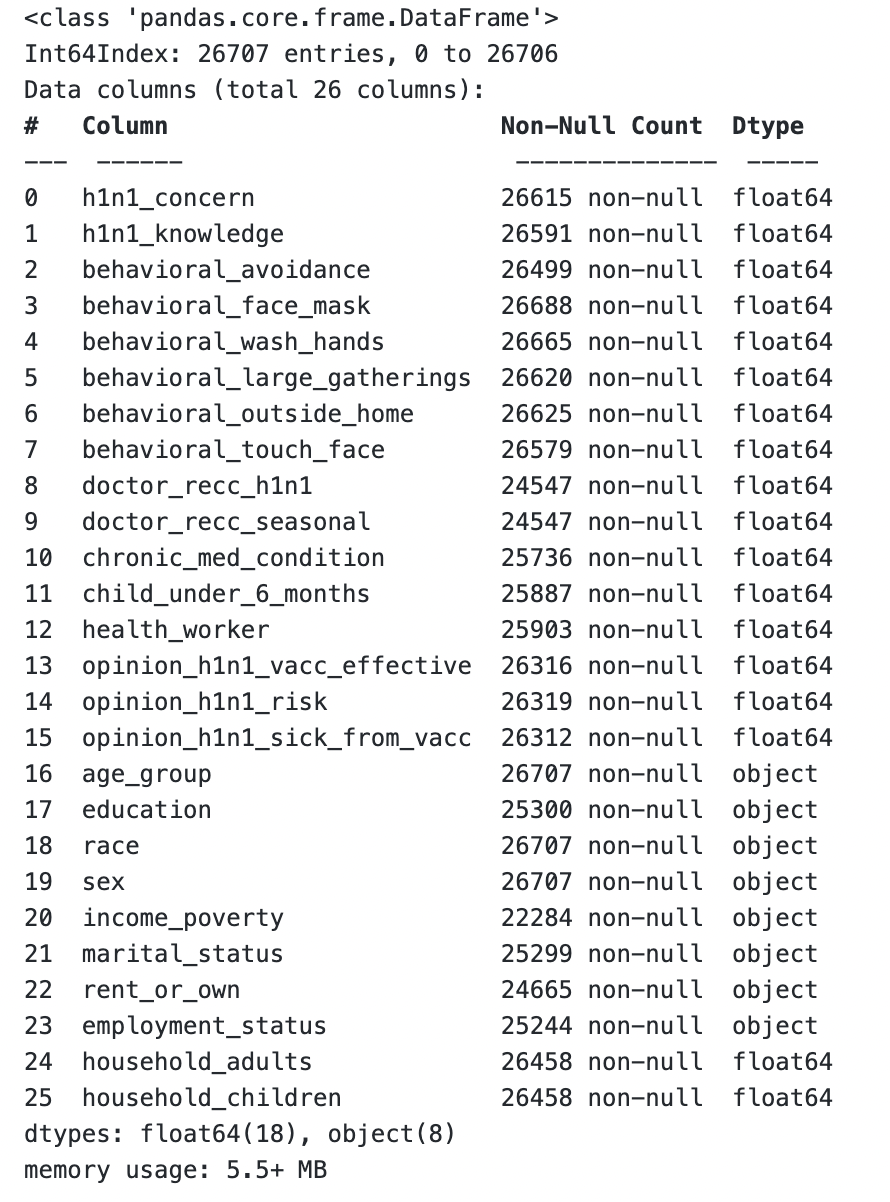 <class 'pandas.core.frame.DataFrame'>
Int64Index: 26707 entries, 0 to 26706
Data columns (total 26 columns):
#   Column                       Non-Null Count  Dtype
---  ------                       --------------  -----
0   h1n1_concern                 26615 non-null  float64
1   h1n1_knowledge               26591 non-null  float64
2   behavioral_avoidance         26499 non-null  float64
3   behavioral_face_mask         26688 non-null  float64
4   behavioral_wash_hands        26665 non-null  float64
5   behavioral_large_gatherings  26620 non-null  float64
6   behavioral_outside_home      26625 non-null  float64
7   behavioral_touch_face        26579 non-null  float64
8   doctor_recc_h1n1             24547 non-null  float64
9   doctor_recc_seasonal         24547 non-null  float64
10  chronic_med_condition        25736 non-null  float64
11  child_under_6_months         25887 non-null  float64
12  health_worker                25903 non-null  float64
13  opinion_h1n1_vacc_effective  26316 non-null  float64
14  opinion_h1n1_risk            26319 non-null  float64
15  opinion_h1n1_sick_from_vacc  26312 non-null  float64
16  age_group                    26707 non-null  object
17  education                    25300 non-null  object
18  race                         26707 non-null  object
19  sex                          26707 non-null  object
20  income_poverty               22284 non-null  object
21  marital_status               25299 non-null  object
22  rent_or_own                  24665 non-null  object
23  employment_status            25244 non-null  object
24  household_adults             26458 non-null  float64
25  household_children           26458 non-null  float64
dtypes: float64(18), object(8)
memory usage: 5.5+ MB